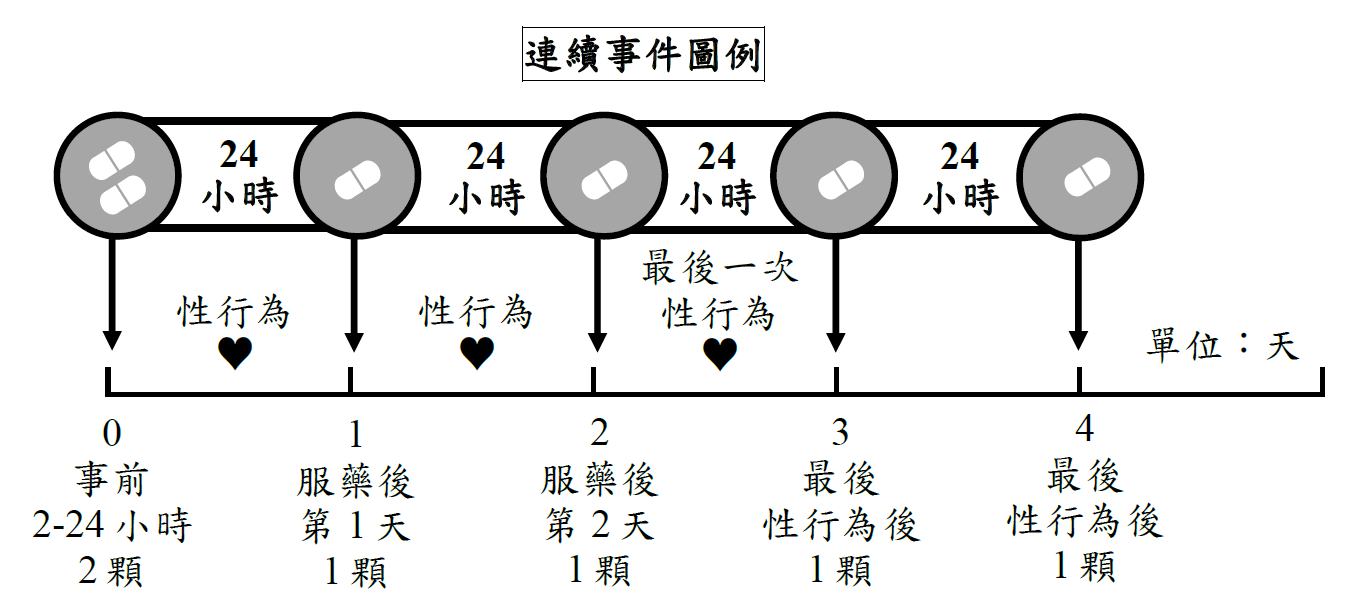 連續事件圖例
24
小時
24
小時
24
小時
24
小時
性行為
性行為
最後一次
性行為
單位：天
0
事前
2-24 小時
2 顆
1
服藥後
第 1 天
1 顆
2
服藥後
第 2 天
1 顆
3
最後
性行為後
1 顆
4
最後
性行為後
1 顆